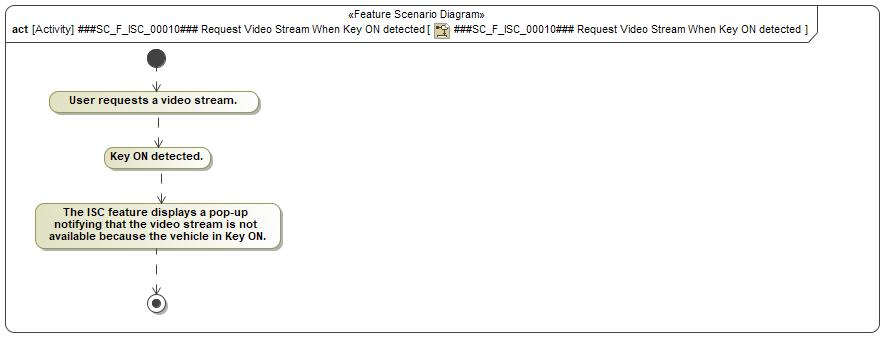 «Feature Scenario Diagram»
act [Activity] ###SC_F_ISC_00010### Request Video Stream When Key ON detected [ ###SC_F_ISC_00010### Request Video Stream When Key ON detected ]
User requests a video stream.
Key ON detected.
The ISC feature displays a pop-up
notifying that the video stream is not
available because the vehicle in Key ON.